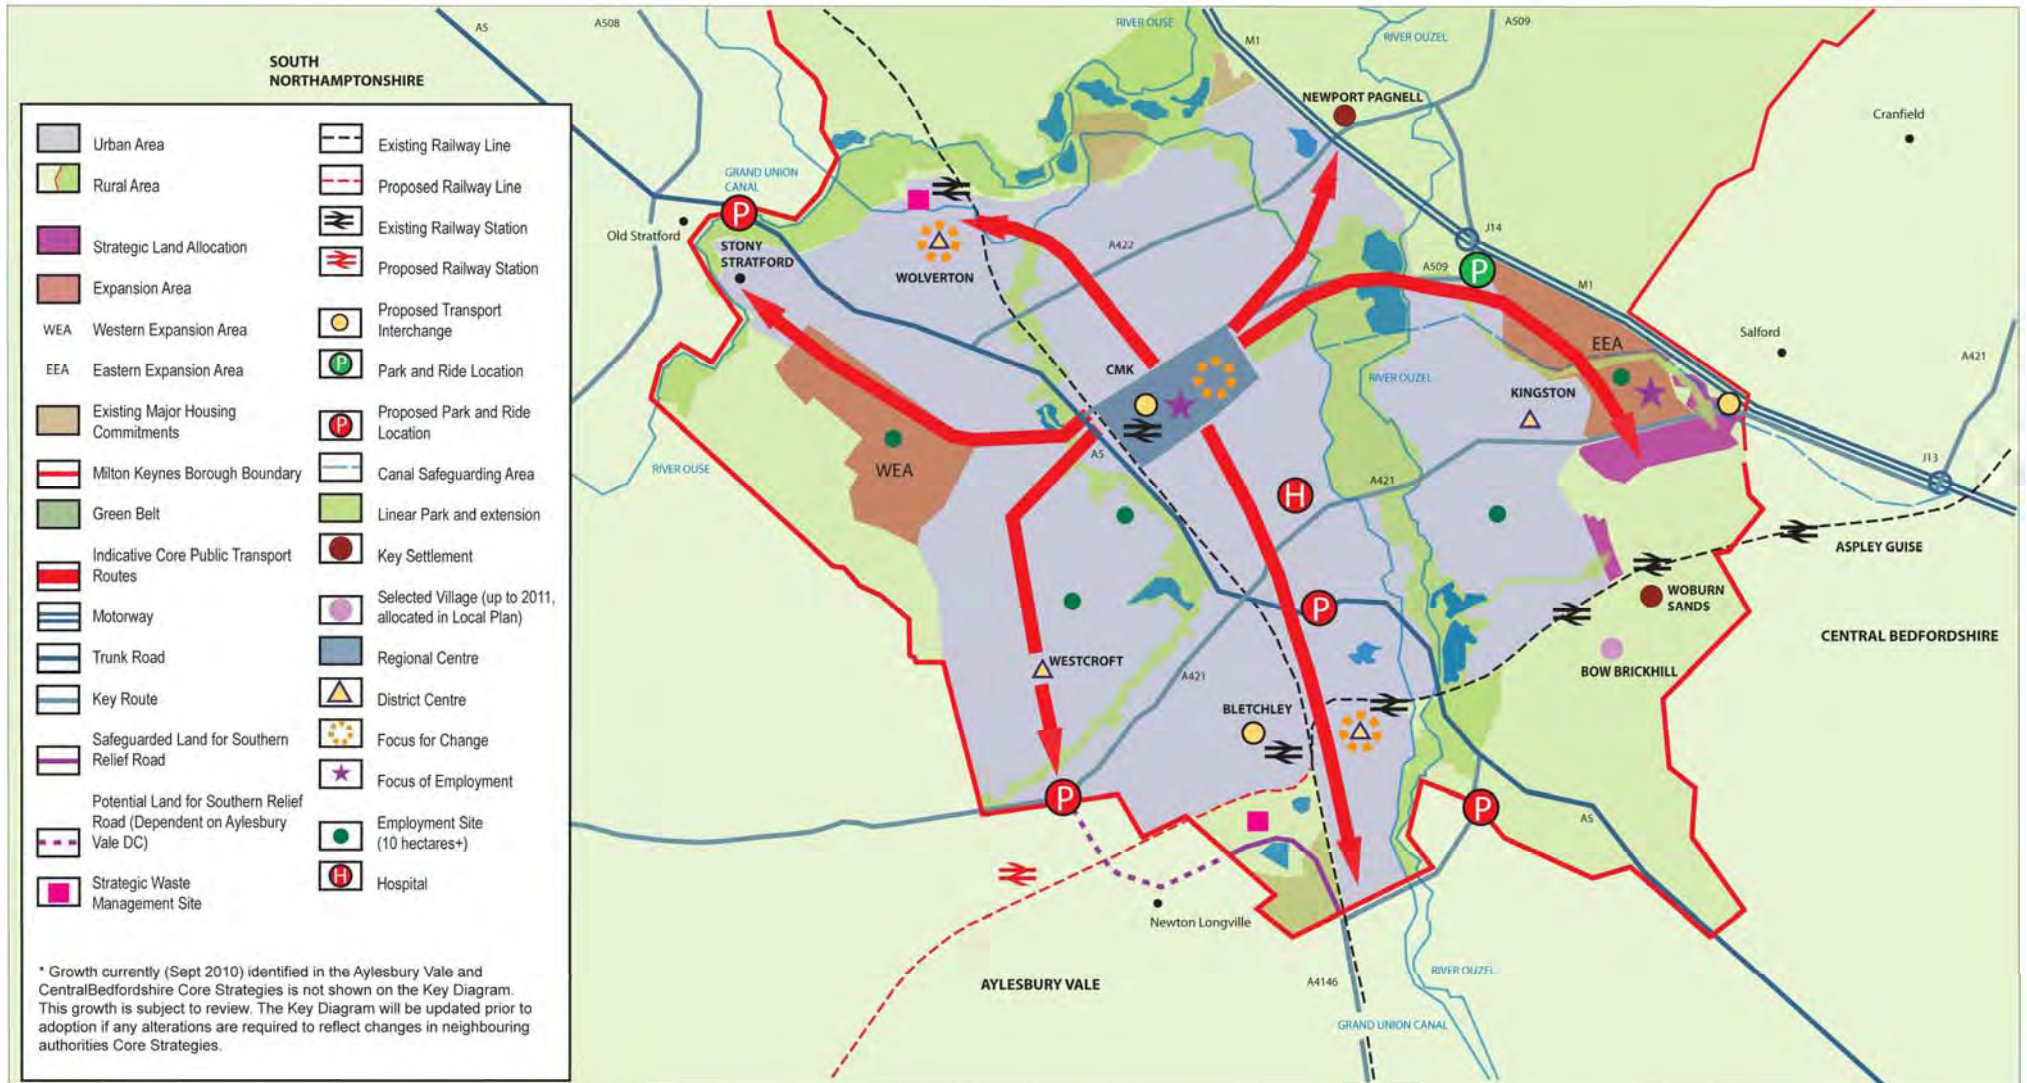 SOUTH
NORTHAMPTONSHIRE
Urban Area
Rural Area
Strategic Land Allocation
Expansion Area
WEA
Western Expansion Area
EEA
Eastern Expansion Area
Existing Major Housing
Commitments
Milton Keynes Borough Boundary
Green Belt
Indicative Core Public Transport
Routes
Motorway
Trunk Road
Key Route
Safeguarded Land for Southern
Relief Road
Potential Land for Southern Relief
Road (Dependent on Aylesbury
Vale DC)
Strategic Waste
Management Site
Existing Railway Line
Proposed Railway Line
Existing Railway Station
Proposed Railway Station
Proposed Transport
Interchange
P
Park and Ride Location
P
Proposed Park and Ride
Location
Canal Safeguarding Area
Linear Park and extension
Key Settlement
Selected Village (up to 2011,
allocated in Local Plan)
Regional Centre
District Centre
Focus for Change
Focus of Employment
Employment Site
(10 hectares+)
H
Hospital
* Growth currently (Sept 2010) identified in the Aylesbury Vale and
CentralBedfordshire Core Strategies is not shown on the Key Diagram.
This growth is subject to review. The Key Diagram will be updated prior to
adoption if any alterations are required to reflect changes in neighbouring
authorities Core Strategies.
A5
A508
RIVER OUSE
M1
RIVER OUZEL
A509
NEWPORT PAGNELL
Cranfield
GRAND UNION
CANAL
P
Old Stratford
STONY
STRATFORD
WOLVERTON
A422
J14
A509
P
M1
Salford
A421
EEA
CMK
RIVER OUZEL
KINGSTON
RIVER OUSE
WEA
A5
H
A421
J13
ASPLEY GUISE
WOBURN
SANDS
P
CENTRAL BEDFORDSHIRE
WESTCROFT
A421
BOW BRICKHILL
BLETCHLEY
P
P
A5
Newton Longville
AYLESBURY VALE
A4146
RIVER OUZEL
GRAND UNION CANAL